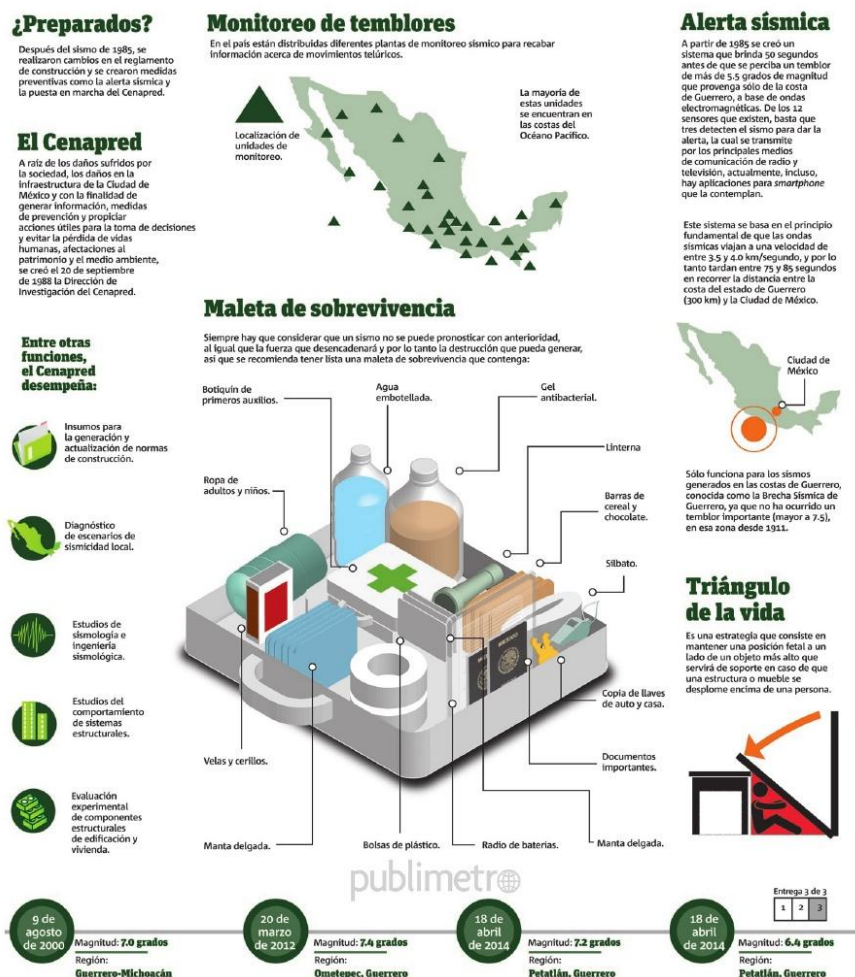 ¿Preparados?
Después del sismo de 1985, se
realizaron cambios en el reglamento
de construcción y se crearon medidas
preventivas como la alerta sísmica y
la puesta en marcha del Cenapred.
El Cenapred
A raíz de los daños sufridos por
la sociedad, los daños en la
infraestructura de la Ciudad de
México y con la finalidad de
generar información, medidas
de prevención y propiciar
acciones útiles para la toma de decisiones
y evitar la pérdida de vidas
humanas, afectaciones al
patrimonio y el medio ambiente,
se creó el 20 de septiembre
de 1988 la Dirección de
Investigación del Cenapred.
Entre otras
funciones,
el Cenapred
desempeña:
Insumos para
la generación y
actualización de normas
de construcción.
Diagnóstico
de escenarios de
sismicidad local.
Estudios de
sismología e
ingeniería
sismológica.
Estudios del
comportamiento
de sistemas
estructurales.
Evaluación
experimental
de componentes
estructurales
de edificación y
vivienda.
Monitoreo de temblores
En el país están distribuidas diferentes plantas de monitoreo sísmico para recabar
información acerca de movimientos telúricos.
Localización de
unidades de
monitoreo.
La mayoría de
estas unidades
se encuentran en
las costas del
Océano Pacífico.
Maleta de sobrevivencia
Siempre hay que considerar que un sismo no se puede pronosticar con anterioridad,
al igual que la fuerza que desencadenará y por lo tanto la destrucción que pueda generar,
así que se recomienda tener lista una maleta de sobrevivencia que contenga:
Botiquín de
primeros auxilios.
Agua
embotellada.
Gel
antibacterial.
Linterna
Ropa de
adultos y niños.
Barras de
cereal y
chocolate.
Silbato.
Copia de llaves
de auto y casa.
Velas y cerillos.
Documentos
importantes.
Manta delgada.
Bolsas de plástico.
Radio de baterías.
Manta delgada.
Alerta sísmica
A partir de 1985 se creó un
sistema que brinda 50 segundos
antes de que se perciba un temblor
de más de 5.5 grados de magnitud
que provenga sólo de la costa
de Guerrero, a base de ondas
electromagnéticas. De los 12
sensores que existen, basta que
tres detecten el sismo para dar la
alerta, la cual se transmite
por los principales medios
de comunicación de radio y
televisión, actualmente, incluso,
hay aplicaciones para smartphone
que la contemplan.
Este sistema se basa en el principio
fundamental de que las ondas
sísmicas viajan a una velocidad de
entre 3.5 y 4.0 km/segundo, y por lo
tanto tardan entre 75 y 85 segundos
en recorrer la distancia entre la
costa del estado de Guerrero
(300 km) y la Ciudad de México.
Ciudad de
México
Sólo funciona para los sismos
generados en las costas de Guerrero,
conocida como la Brecha Sísmica de
Guerrero, ya que no ha ocurrido un
temblor importante (mayor a 7.5),
en esa zona desde 1911.
Triángulo
de la vida
Es una estrategia que consiste en
mantener una posición fetal a un
lado de un objeto más alto que
servirá de soporte en caso de que
una estructura o mueble se
desplome encima de una persona.
publimetro
Entrega 3 de 3
1 2 3
9 de
agosto
de 2000
Magnitud: 7.0 grados
Región:
Guerrero-Michoacán
20 de
marzo
de 2012
Magnitud: 7.4 grados
Región:
Ometepec, Guerrero
18 de
abril
de 2014
Magnitud: 7.2 grados
Región:
Petatlán, Guerrero
18 de
abril
de 2014
Magnitud: 6.4 grados
Región:
Petatlán, Guerrero